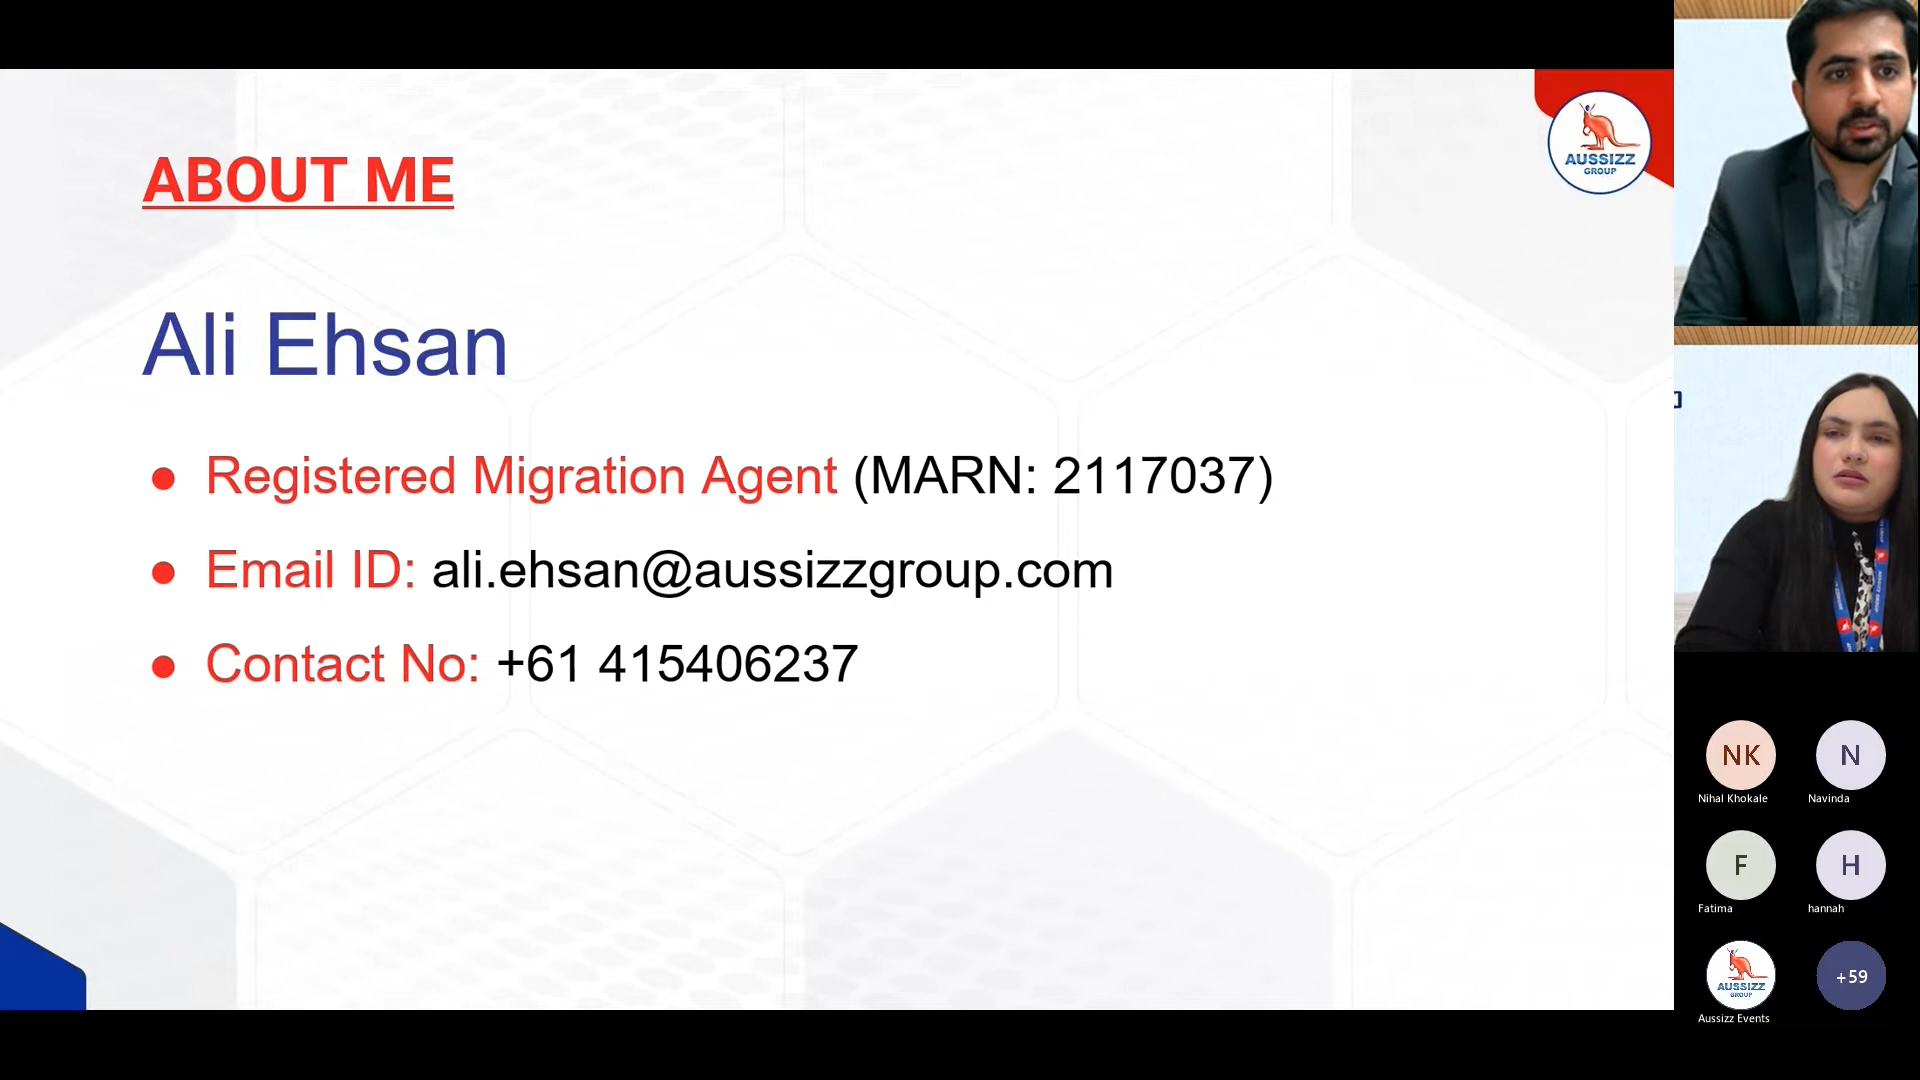 ABOUT ME
AUSSIZZ
GROUP
Ali Ehsan
● Registered Migration Agent (MARN: 2117037)
● Email ID: ali.ehsan@aussizzgroup.com
● Contact No: +61 415406237
NK
Nihal Khokale
N
Navinda
F
Fatima
H
hannah
AUSSIZZ
GROUP
Aussizz Events
+59